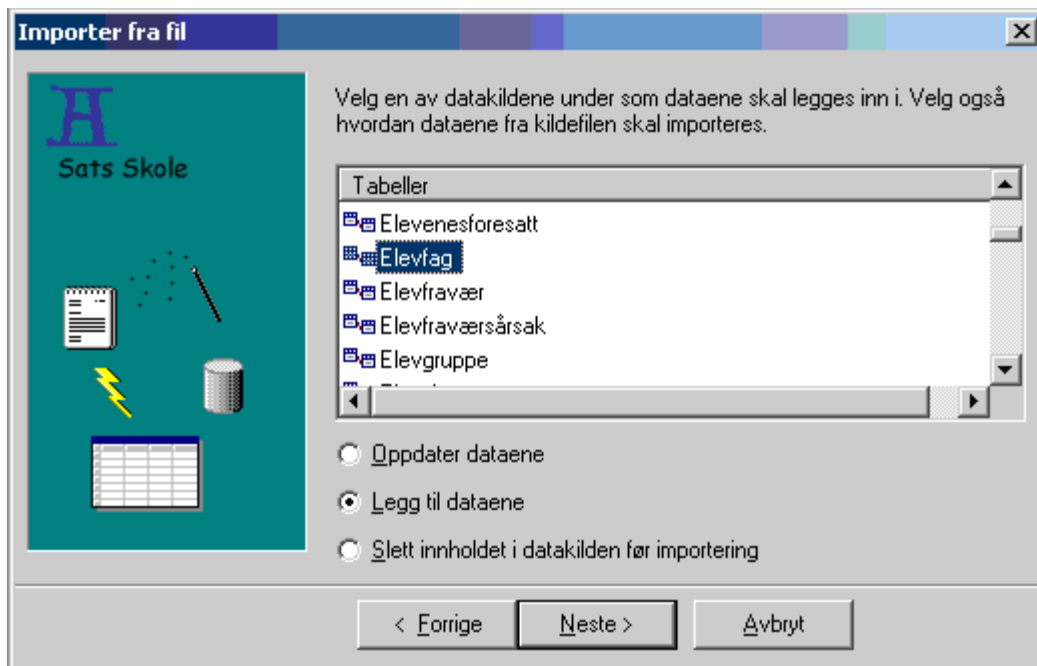 Importer fra fil
Sats Skole
Velg en av datakildene under som dataene skal legges inn i. Velg også
hvordan dataene fra kildefilen skal importeres.
Tabeller
Elevenesforesatt
Elevfag
Elevfravær
Elevfraværsårsak
Elevgruppe
Oppdater dataene
Legg til dataene
Slett innholdet i datakilden før importering
< Forrige
Neste >
Avbryt